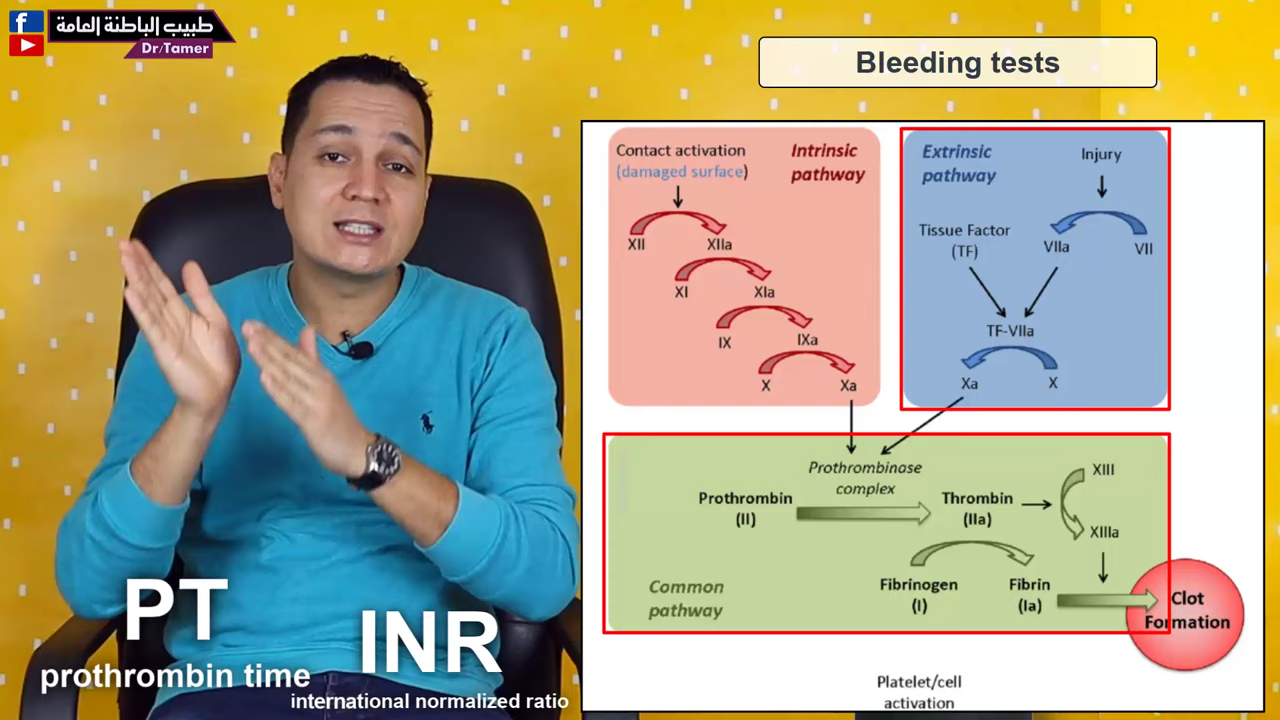 f
طبيب الباطنة العامة
Dr/Tamer
Bleeding tests
Contact activation
(damaged surface)
Intrinsic
pathway
XII
XIIa
XI
XIa
IX
IXa
X
Xa
Extrinsic
pathway
Injury
Tissue Factor
(TF)
VIIa
VII
TF-VIIa
Xa
X
Prothrombinase
complex
Prothrombin
(II)
Thrombin
(IIa)
XIII
XIIIa
Fibrinogen
(I)
Fibrin
(Ia)
Common
pathway
Clot
Formation
Platelet/cell
activation
PT
prothrombin time
INR
international normalized ratio